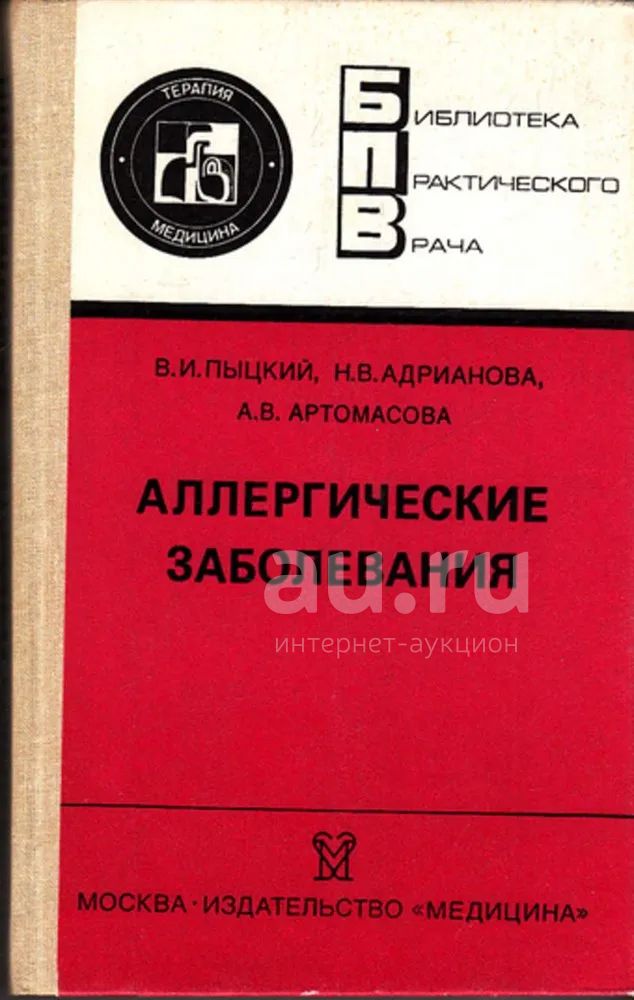 ТЕРАПИЯ
МЕДИЦИНА
БИБЛИОТЕКА
ПРАКТИЧЕСКОГО
ВРАЧА
В.И.ПЫЦКИЙ, Н.В.АДРИАНОВА,
А.В. АРТОМАСОВА
АЛЛЕРГИЧЕСКИЕ
ЗАБОЛЕВАНИЯ
au.ru
интернет-аукцион
МОСКВА·ИЗДАТЕЛЬСТВО «МЕДИЦИНА»